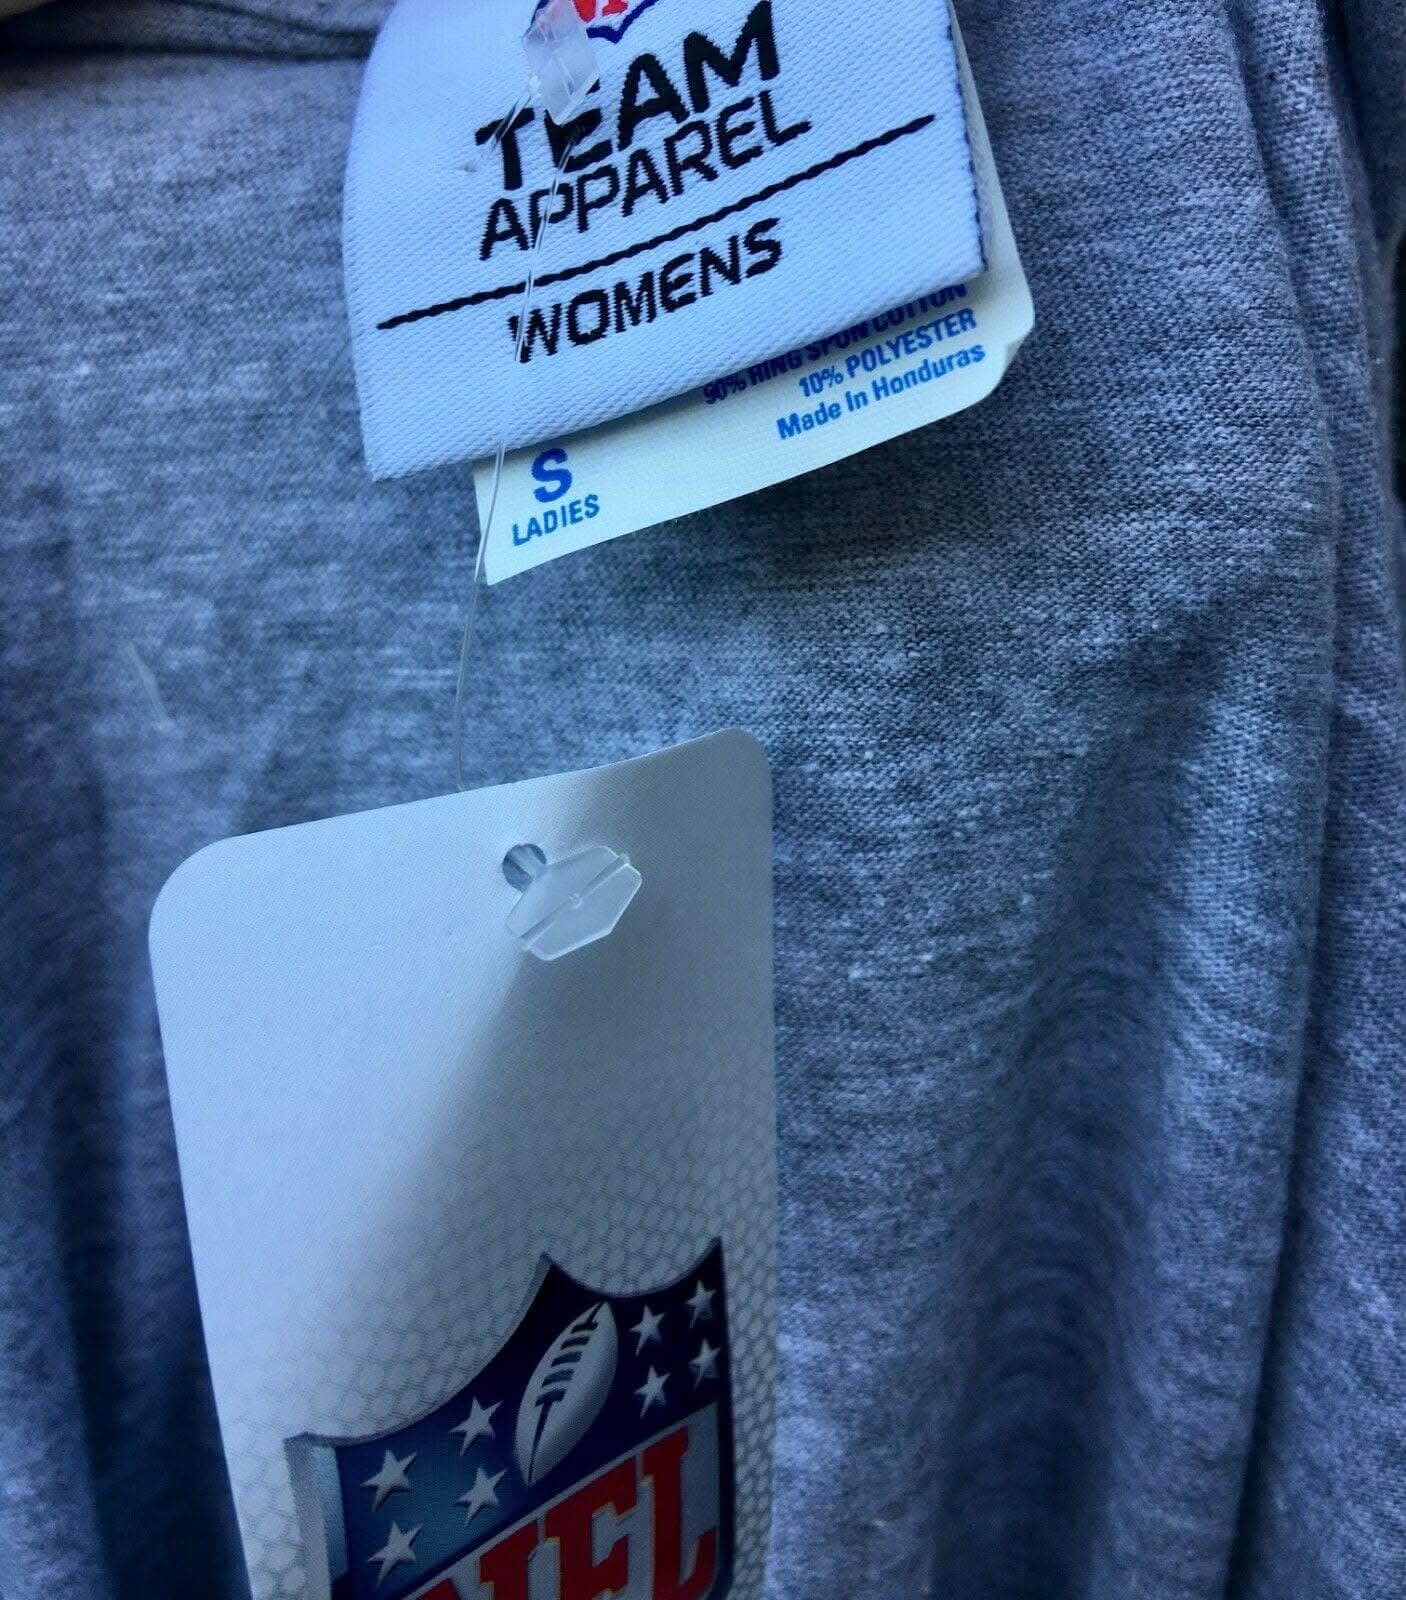 TEAM
APPAREL
WOMENS
90% RING SPUN COTTON
10% POLYESTER
Made In Honduras
S
LADIES
NFL